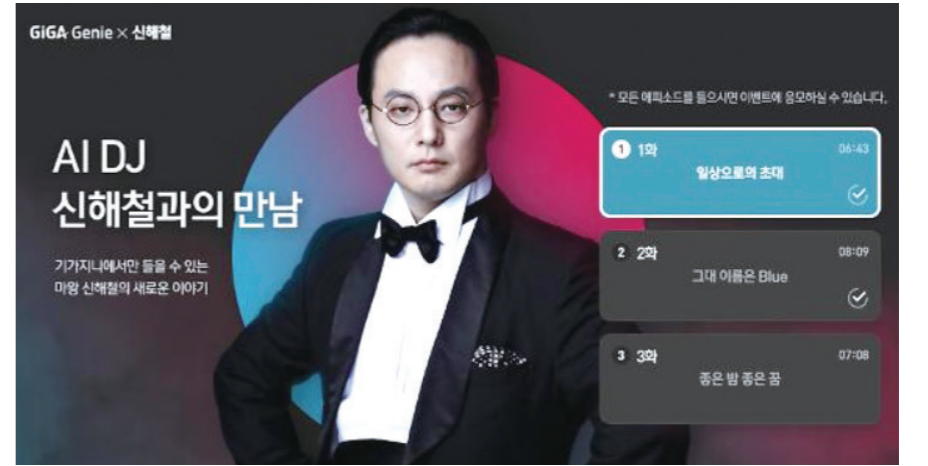 GiGA Genie × 신해철
AI DJ
신해철과의 만남
기가지니에서만 들을 수 있는
마왕 신해철의 새로운 이야기
* 모든 에피소드를 들으시면 이벤트에 응모하실 수 있습니다.
1 1화 06:43
일상으로의 초대
2 2화 08:09
그대 이름은 Blue
3 3화 07:08
좋은 밤 좋은 꿈